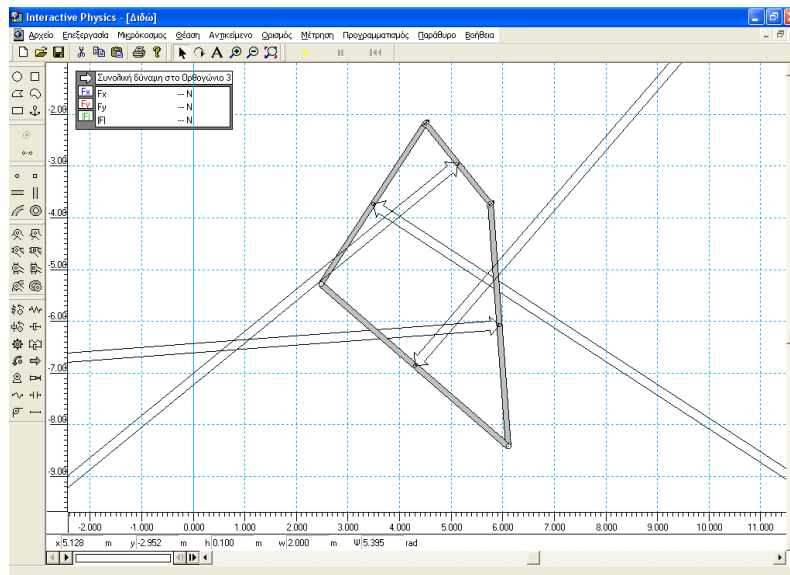 Interactive Physics - [Διδώ]
Αρχείο Επεξεργασία Μικρόκοσμος Θέαση Αντικείμενο Ορισμός Μέτρηση Προγραμματισμός Παράθυρο Βοήθεια
Συνολική δύναμη στο Ορθογώνιο 3
Fx Fx --- N
Fy Fy --- N
|F| |F| --- N
-2.00
-3.00
-4.00
-5.00
-6.00
-7.00
-8.00
-9.00
-2.000 -1.000 0.000 1.000 2.000 3.000 4.000 5.000 6.000 7.000 8.000 9.000 10.000 11.000
x 5.128 m y -2.952 m h 0.100 m w 2.000 m Ψ 5.395 rad